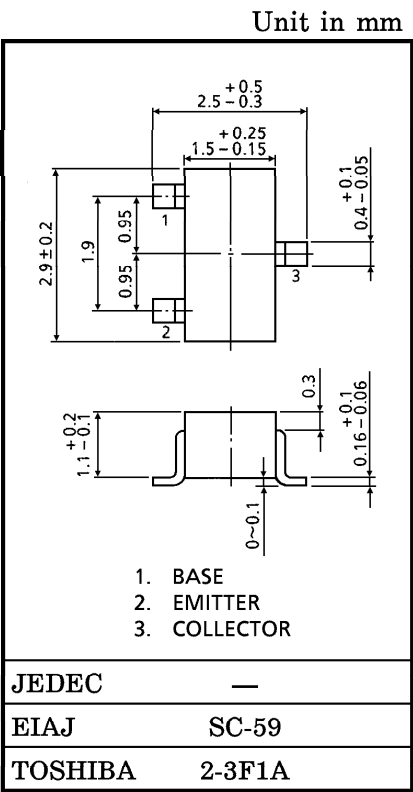 Unit in mm
+0.5
2.5−0.3
+0.25
1.5−0.15
+0.1
0.4−0.05
2.9±0.2
1.9
0.95
0.95
1
2
3
+0.2
1.1−0.1
0.3
+0.1
0.16−0.06
0~0.1
1. BASE
2. EMITTER
3. COLLECTOR
JEDEC —
EIAJ SC-59
TOSHIBA 2-3F1A